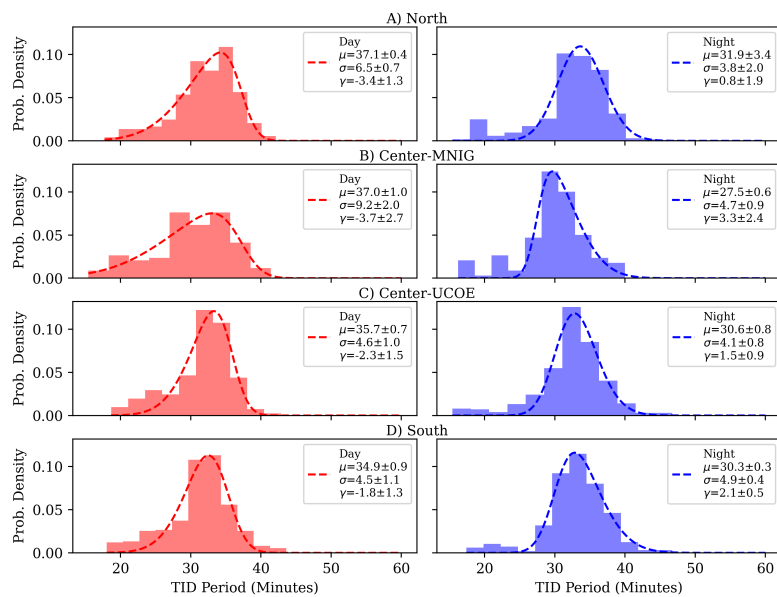 A) North
Prob. Density
0.10
0.05
0.00
Day
μ=37.1±0.4
σ=6.5±0.7
γ=-3.4±1.3
Night
μ=31.9±3.4
σ=3.8±2.0
γ=0.8±1.9
B) Center-MNIG
Prob. Density
0.10
0.05
0.00
Day
μ=37.0±1.0
σ=9.2±2.0
γ=-3.7±2.7
Night
μ=27.5±0.6
σ=4.7±0.9
γ=3.3±2.4
C) Center-UCOE
Prob. Density
0.10
0.05
0.00
Day
μ=35.7±0.7
σ=4.6±1.0
γ=-2.3±1.5
Night
μ=30.6±0.8
σ=4.1±0.8
γ=1.5±0.9
D) South
Prob. Density
0.10
0.05
0.00
Day
μ=34.9±0.9
σ=4.5±1.1
γ=-1.8±1.3
Night
μ=30.3±0.3
σ=4.9±0.4
γ=2.1±0.5
20 30 40 50 60
20 30 40 50 60
TID Period (Minutes)
TID Period (Minutes)